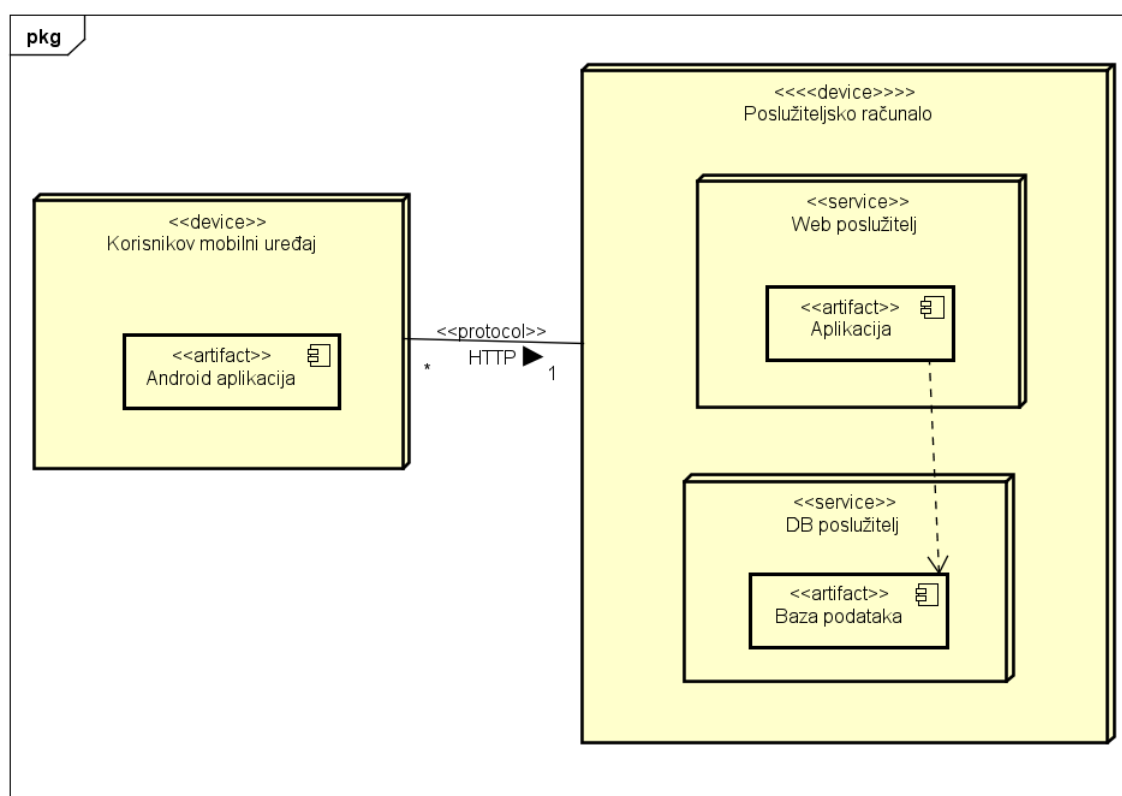 pkg
<<<<device>>>>
Poslužiteljsko računalo
<<service>>
Web poslužitelj
<<artifact>>
Aplikacija
<<device>>
Korisnikov mobilni uređaj
<<artifact>>
Android aplikacija
<<protocol>>
HTTP
*
1
<<service>>
DB poslužitelj
<<artifact>>
Baza podataka